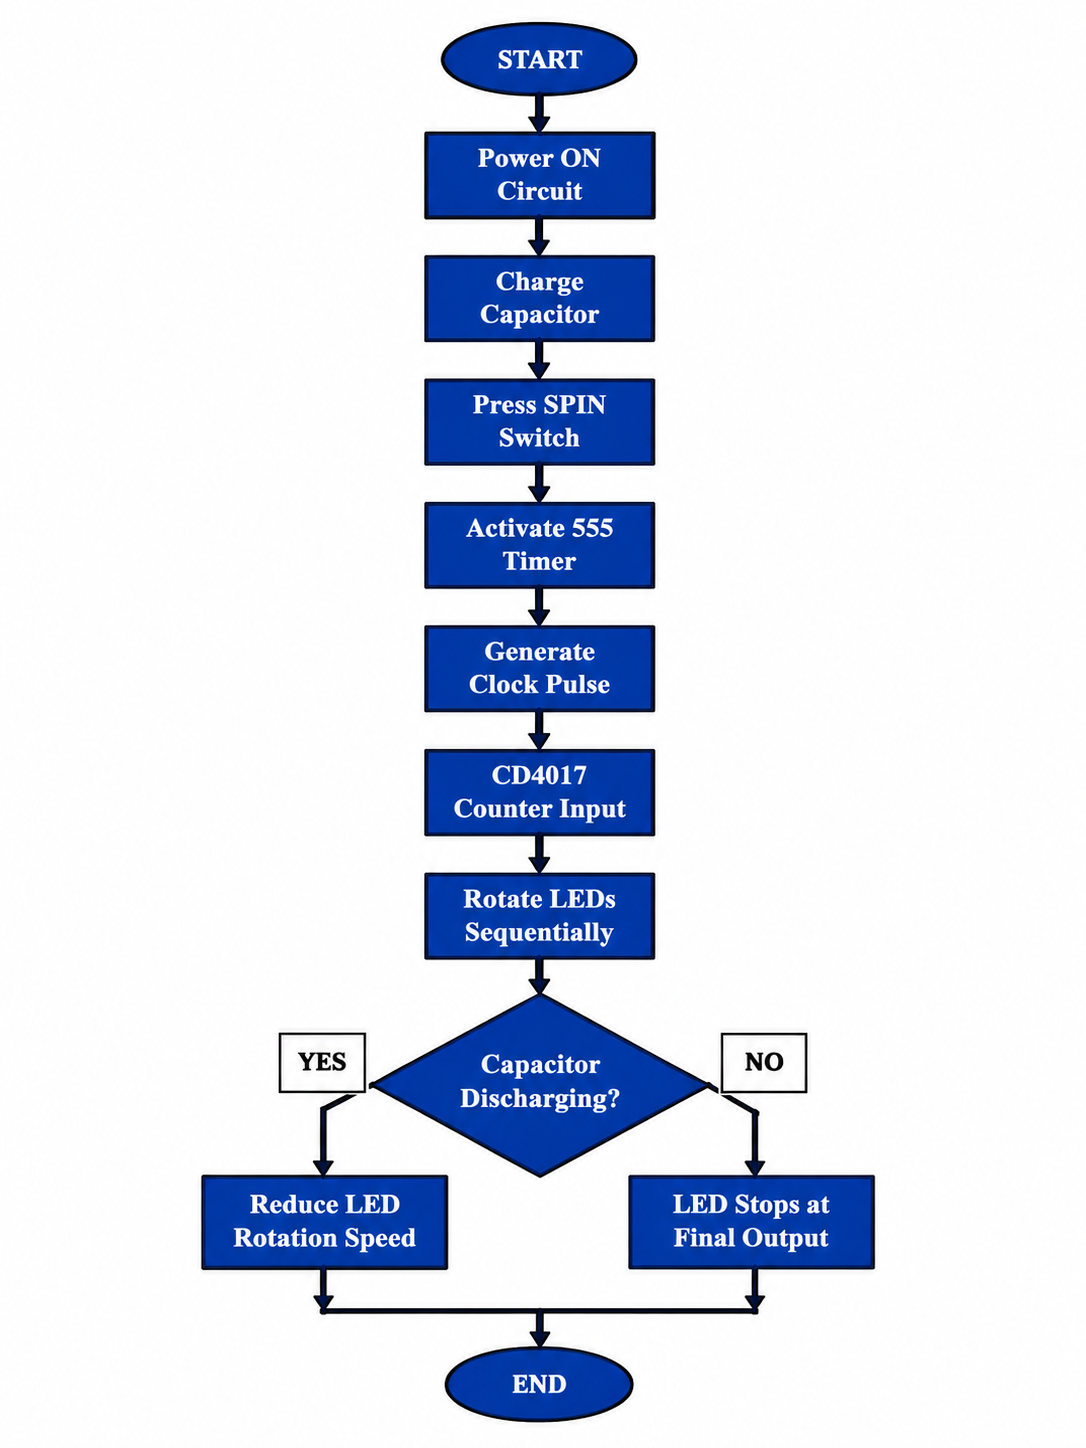 START
Power ON
Circuit
Charge
Capacitor
Press SPIN
Switch
Activate 555
Timer
Generate
Clock Pulse
CD4017
Counter Input
Rotate LEDs
Sequentially
Capacitor
Discharging?
YES
NO
Reduce LED
Rotation Speed
LED Stops at
Final Output
END